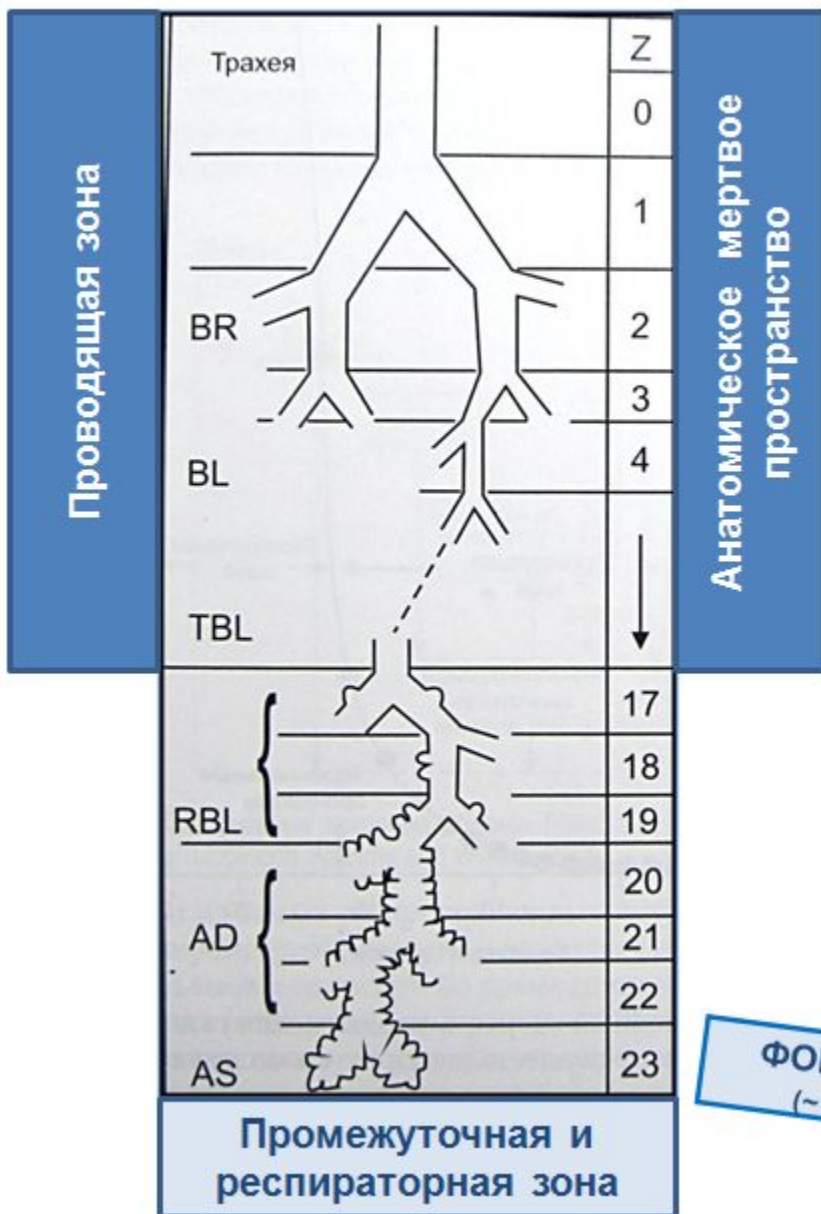 Трахея
Z
0
1
BR
2
3
BL
4
TBL
17
18
RBL
19
20
AD
21
22
AS
23
Проводящая зона
Анатомическое мертвое
пространство
Промежуточная и
респираторная зона
(~